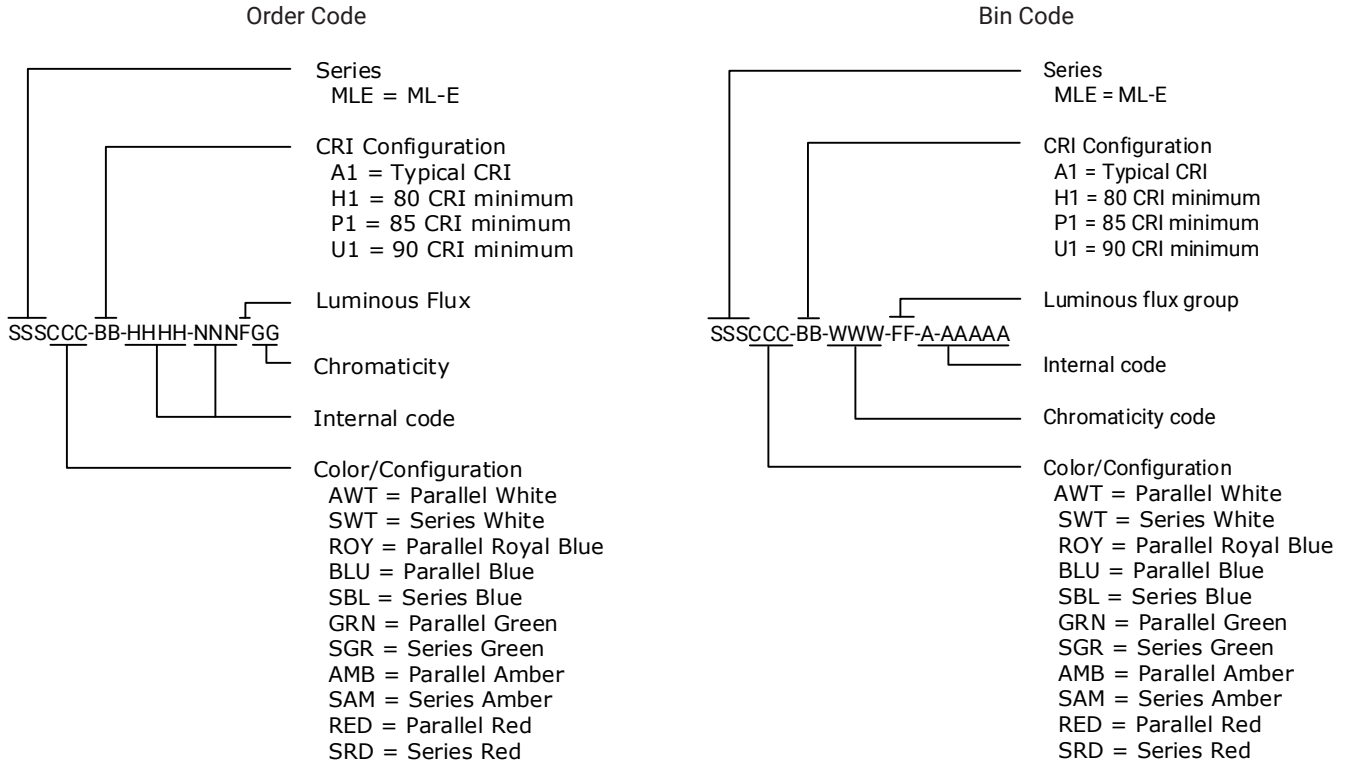 Order Code
Series
MLE = ML-E
CRI Configuration
A1 = Typical CRI
H1 = 80 CRI minimum
P1 = 85 CRI minimum
U1 = 90 CRI minimum
Luminous Flux
SSSCCC-BB-HHHH-NNNFGG
Chromaticity
Internal code
Color/Configuration
AWT = Parallel White
SWT = Series White
ROY = Parallel Royal Blue
BLU = Parallel Blue
SBL = Series Blue
GRN = Parallel Green
SGR = Series Green
AMB = Parallel Amber
SAM = Series Amber
RED = Parallel Red
SRD = Series Red
Bin Code
Series
MLE = ML-E
CRI Configuration
A1 = Typical CRI
H1 = 80 CRI minimum
P1 = 85 CRI minimum
U1 = 90 CRI minimum
Luminous flux group
SSSCCC-BB-WWW-FF-A-AAAAA
Internal code
Chromaticity code
Color/Configuration
AWT = Parallel White
SWT = Series White
ROY = Parallel Royal Blue
BLU = Parallel Blue
SBL = Series Blue
GRN = Parallel Green
SGR = Series Green
AMB = Parallel Amber
SAM = Series Amber
RED = Parallel Red
SRD = Series Red